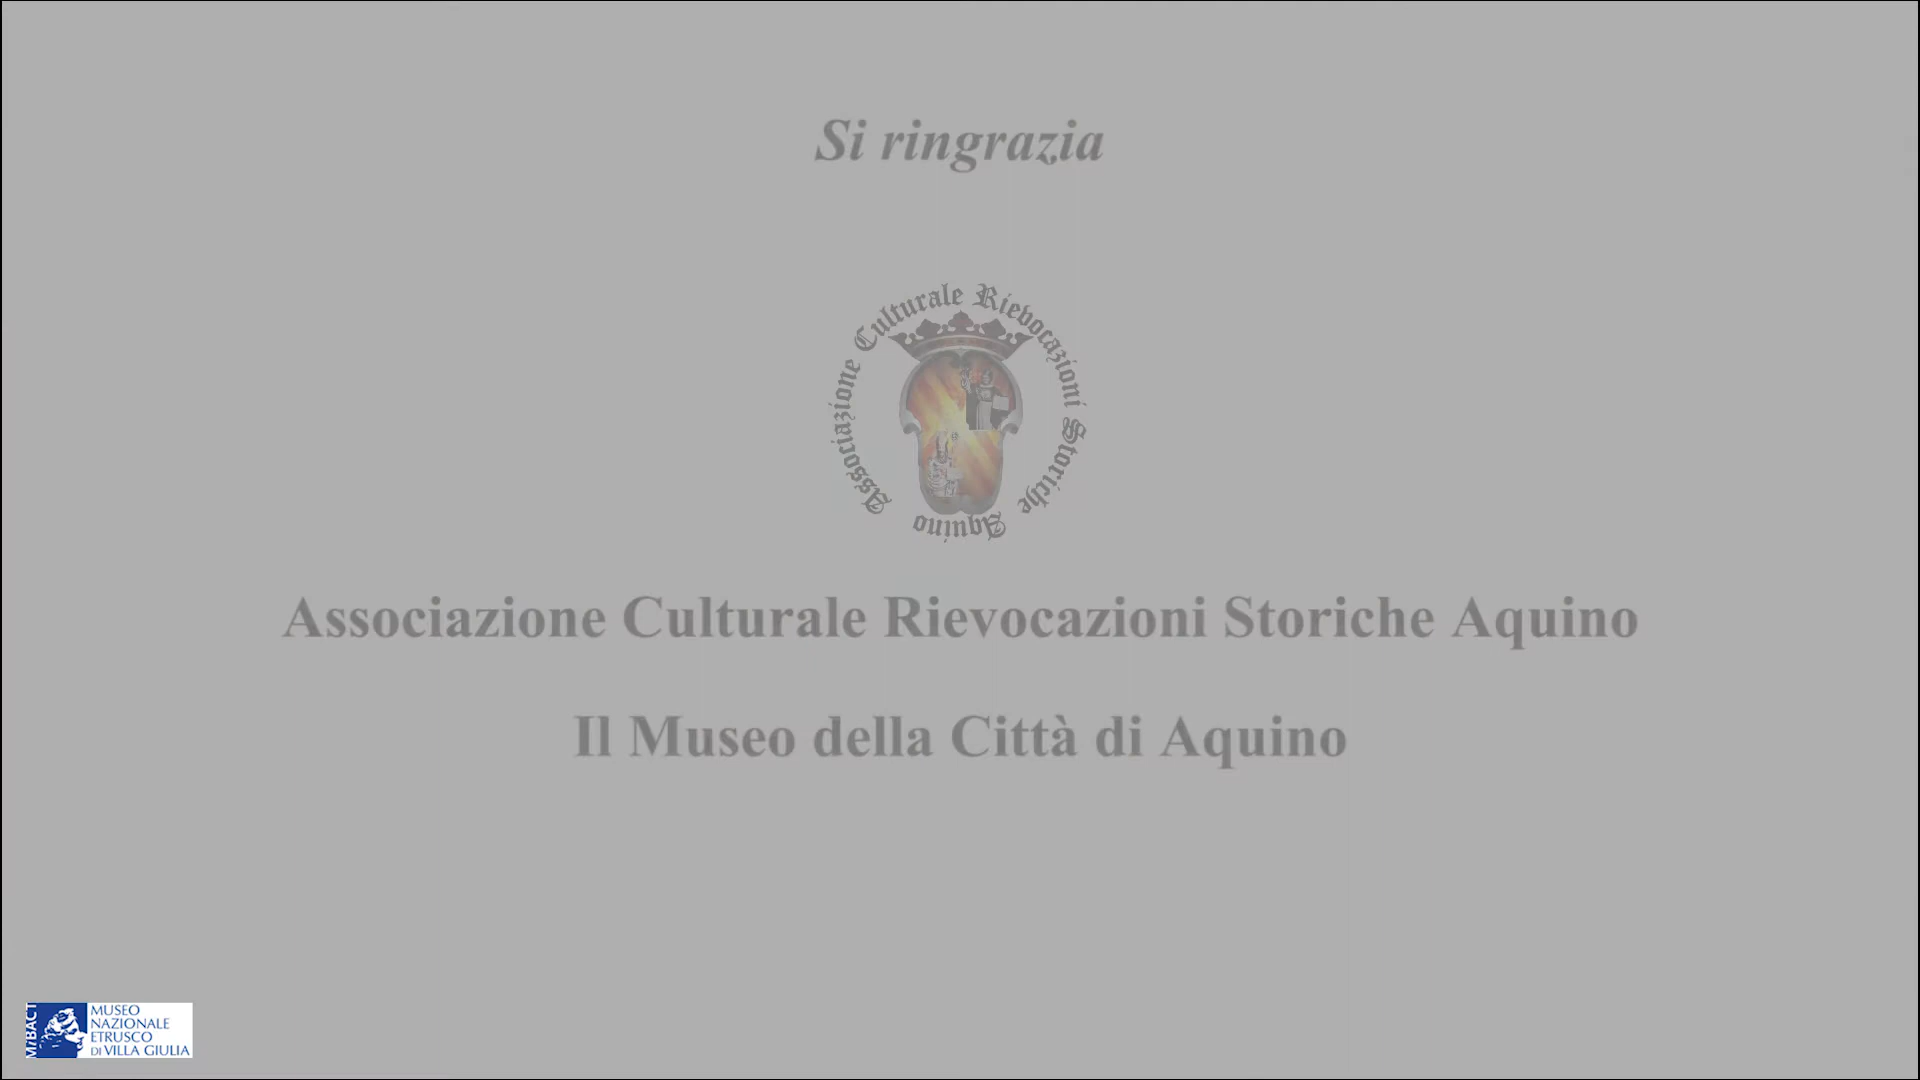 Si ringrazia
Associazione Culturale Rievocazioni Storiche Aquino
Associazione Culturale Rievocazioni Storiche Aquino
Il Museo della Città di Aquino
MiBACT
MUSEO
NAZIONALE
ETRUSCO
DI VILLA GIULIA